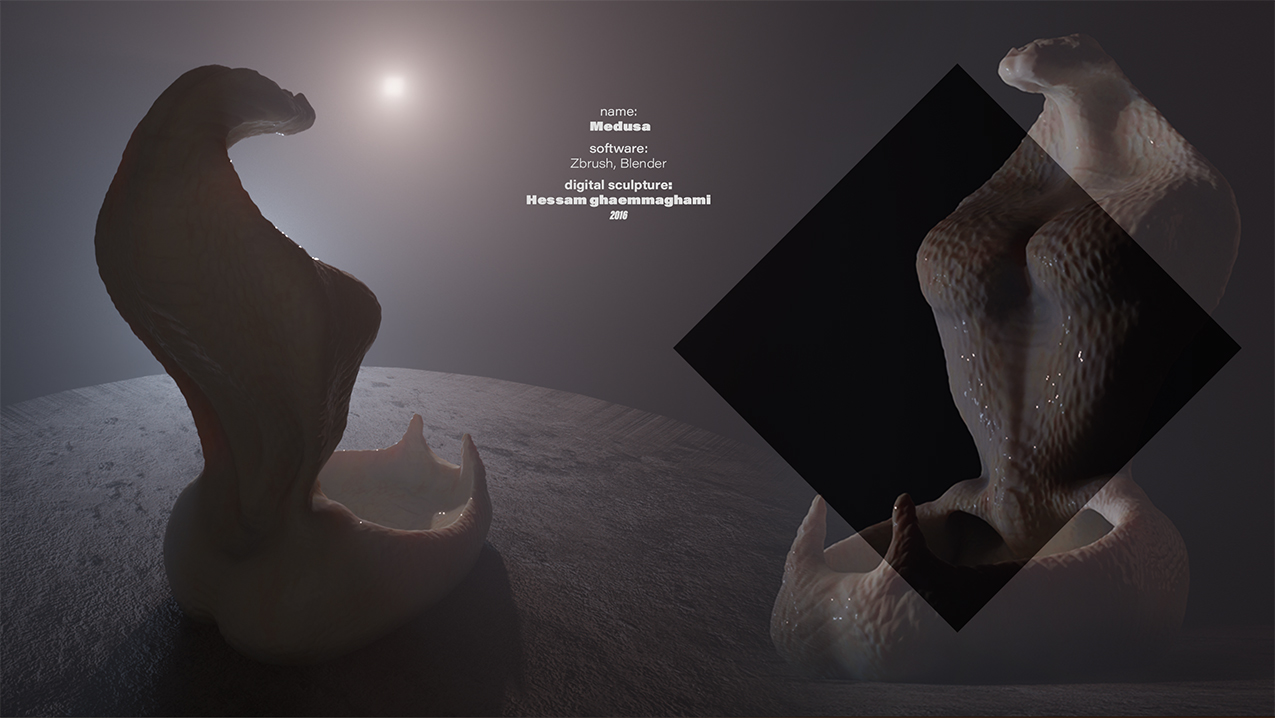 name:
Medusa
software:
Zbrush, Blender
digital sculpture:
Hessam ghaemmaghami
2016